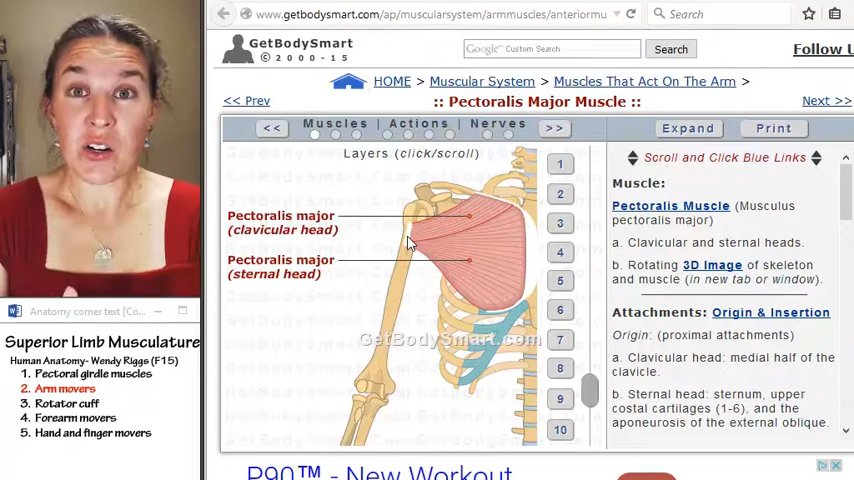 www.getbodysmart.com/ap/muscularsystem/armmuscles/anteriormu
Search
GetBodySmart
© 2000-15
Google™ Custom Search
Search
Follow U
HOME > Muscular System > Muscles That Act On The Arm >
<< Prev
:: Pectoralis Major Muscle ::
Next >>
<<
Muscles | Actions | Nerves
>>
Expand
Print
Layers (click/scroll)
Pectoralis major
(clavicular head)
Pectoralis major
(sternal head)
GetBodySmart.com
1
2
3
4
5
6
7
8
9
10
Scroll and Click Blue Links
Muscle:
Pectoralis Muscle (Musculus
pectoralis major)
a. Clavicular and sternal heads.
b. Rotating 3D Image of skeleton
and muscle (in new tab or window).
Attachments: Origin & Insertion
Origin: (proximal attachments)
a. Clavicular head: medial half of the
clavicle.
b. Sternal head: sternum, upper
costal cartilages (1-6), and the
aponeurosis of the external oblique.
Anatomy corner text [Co...
Superior Limb Musculature
Human Anatomy- Wendy Riggs (F15)
1. Pectoral girdle muscles
2. Arm movers
3. Rotator cuff
4. Forearm movers
5. Hand and finger movers
P90™ - New Workout